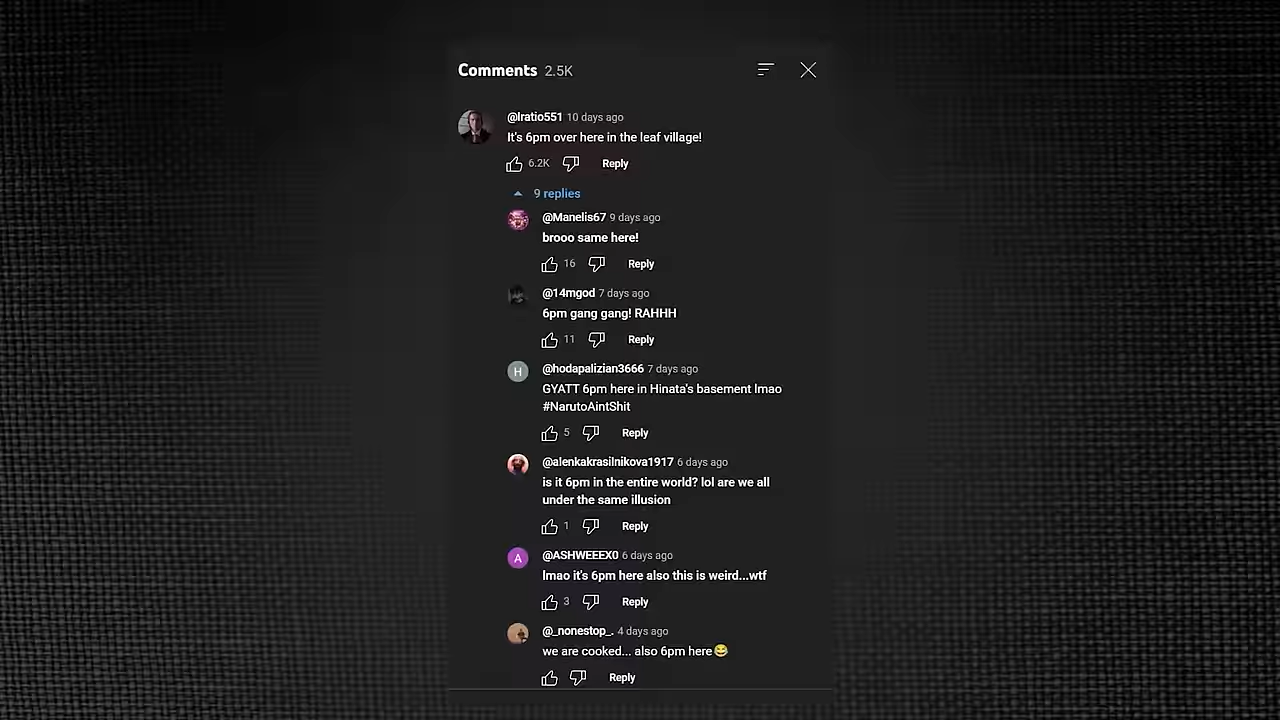 Comments 2.5K
@lratio551 10 days ago
It's 6pm over here in the leaf village!
6.2K Reply
9 replies
@Manelis67 9 days ago
brooo same here!
16 Reply
@14mgod 7 days ago
6pm gang gang! RAHHH
11 Reply
H @hodapalizian3666 7 days ago
GYATT 6pm here in Hinata's basement lmao
#NarutoAintShit
5 Reply
@alenkakrasilnikova1917 6 days ago
is it 6pm in the entire world? lol are we all
under the same illusion
1 Reply
A @ASHWEEEX0 6 days ago
lmao it's 6pm here also this is weird...wtf
3 Reply
@_nonestop_. 4 days ago
we are cooked... also 6pm here😂
Reply